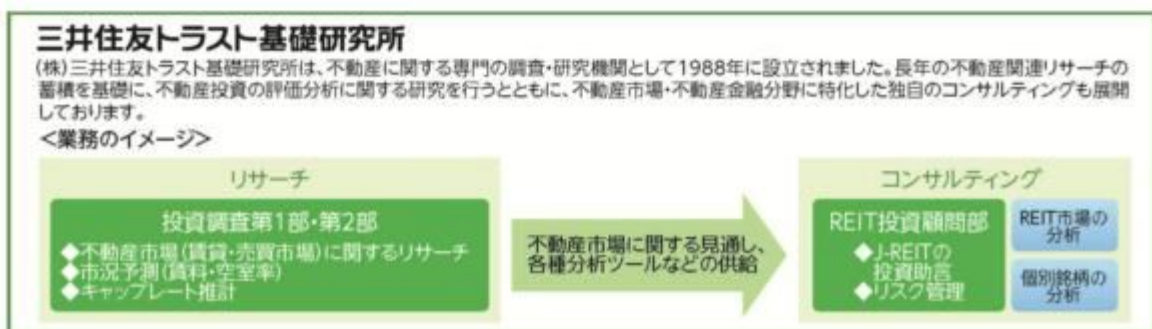 三井住友トラスト基礎研究所
(株)三井住友トラスト基礎研究所は、不動産に関する専門の調査・研究機関として1988年に設立されました。長年の不動産関連リサーチの
蓄積を基礎に、不動産投資の評価分析に関する研究を行うとともに、不動産市場・不動産金融分野に特化した独自のコンサルティングも展開
しております。
<業務のイメージ>
リサーチ
投資調査第1部・第2部
◆不動産市場(賃貸・売買市場)に関するリサーチ
◆市況予測(賃料・空室率)
◆キャップレート推計
不動産市場に関する見通し、
各種分析ツールなどの供給
コンサルティング
REIT投資顧問部
◆J-REITの
投資助言
◆リスク管理
REIT市場の
分析
個別銘柄の
分析